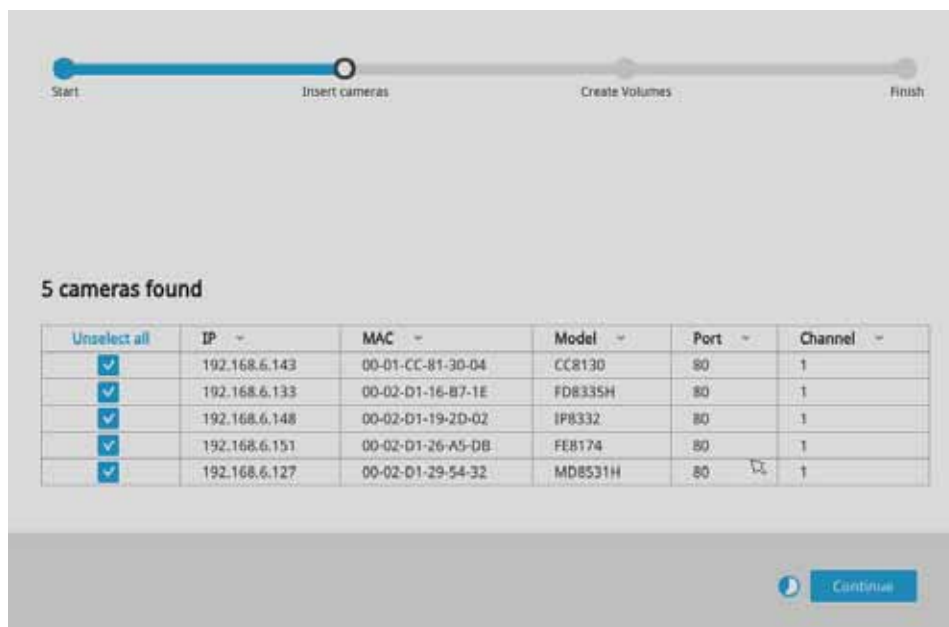 Start Insert cameras Create Volumes Finish
5 cameras found
Unselect all IP MAC Model Port Channel
192.168.6.143 00-01-CC-81-30-04 CC8130 80 1
192.168.6.133 00-02-D1-16-B7-1E FD8335H 80 1
192.168.6.148 00-02-D1-19-2D-02 IP8332 80 1
192.168.6.151 00-02-D1-26-A5-DB FE8174 80 1
192.168.6.127 00-02-D1-29-54-32 MD8531H 80 1
Continue